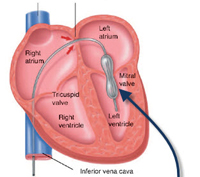 Left
atrium
Right
atrium
Mitral
valve
Tricuspid
valve
Right
ventricle
Left
ventricle
Inferior vena cava